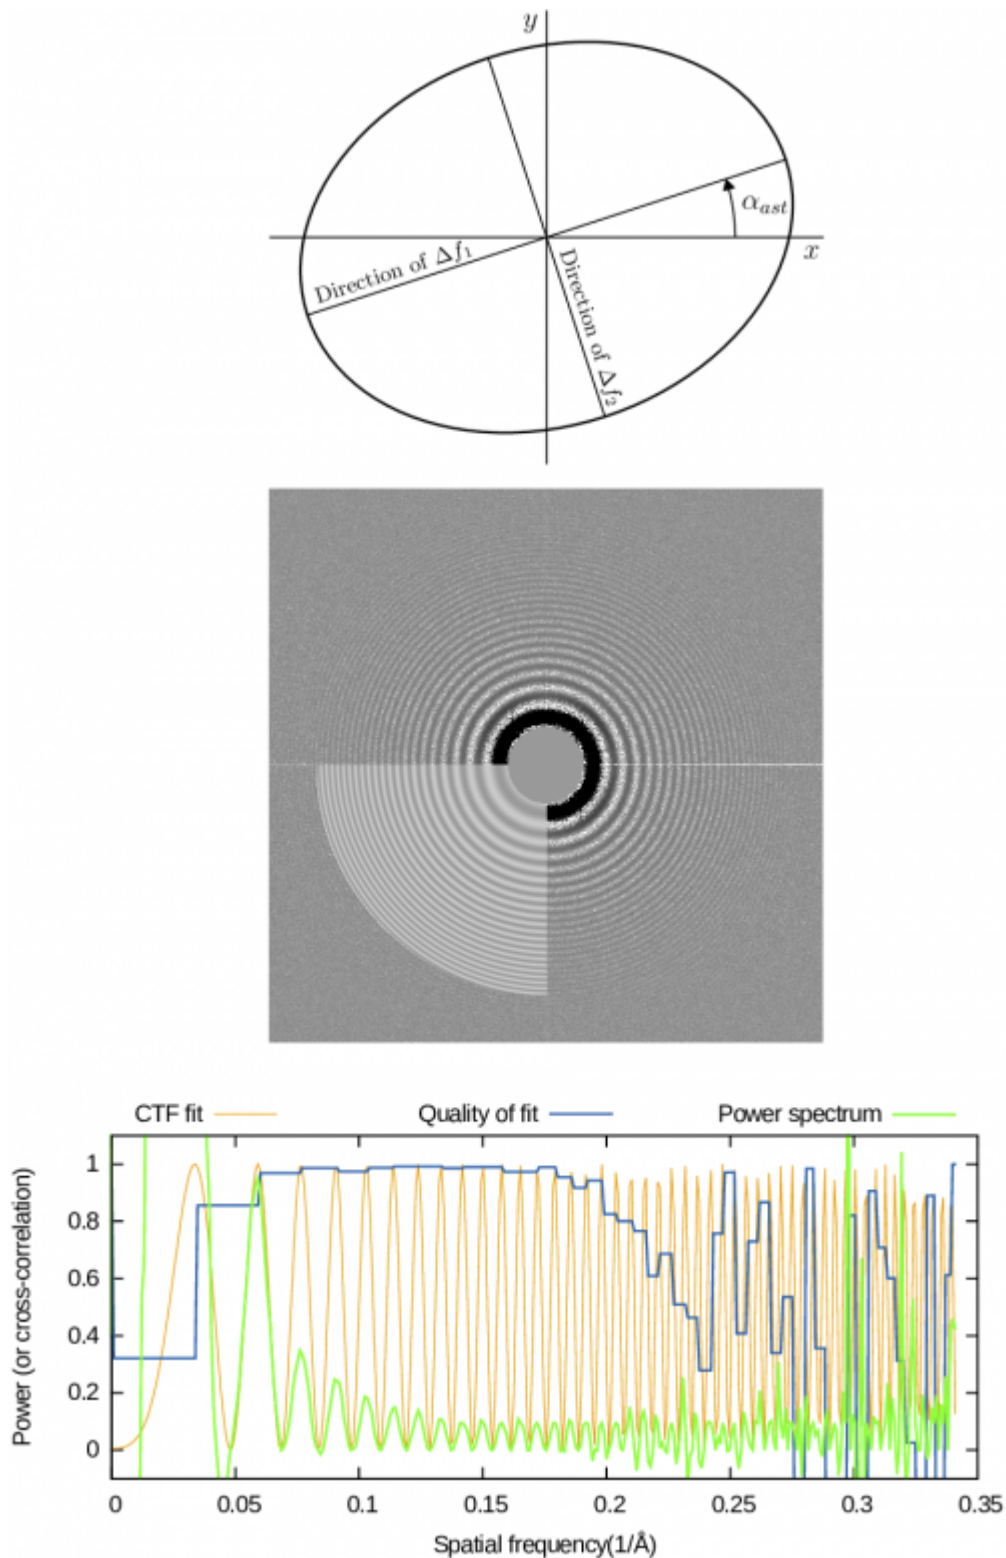 y
α_ast
x
Direction of Δf₁
Direction of Δf₂
CTF fit
Quality of fit
Power spectrum
Power (or cross-correlation)
1
0.8
0.6
0.4
0.2
0
0 0.05 0.1 0.15 0.2 0.25 0.3 0.35
Spatial frequency(1/Å)